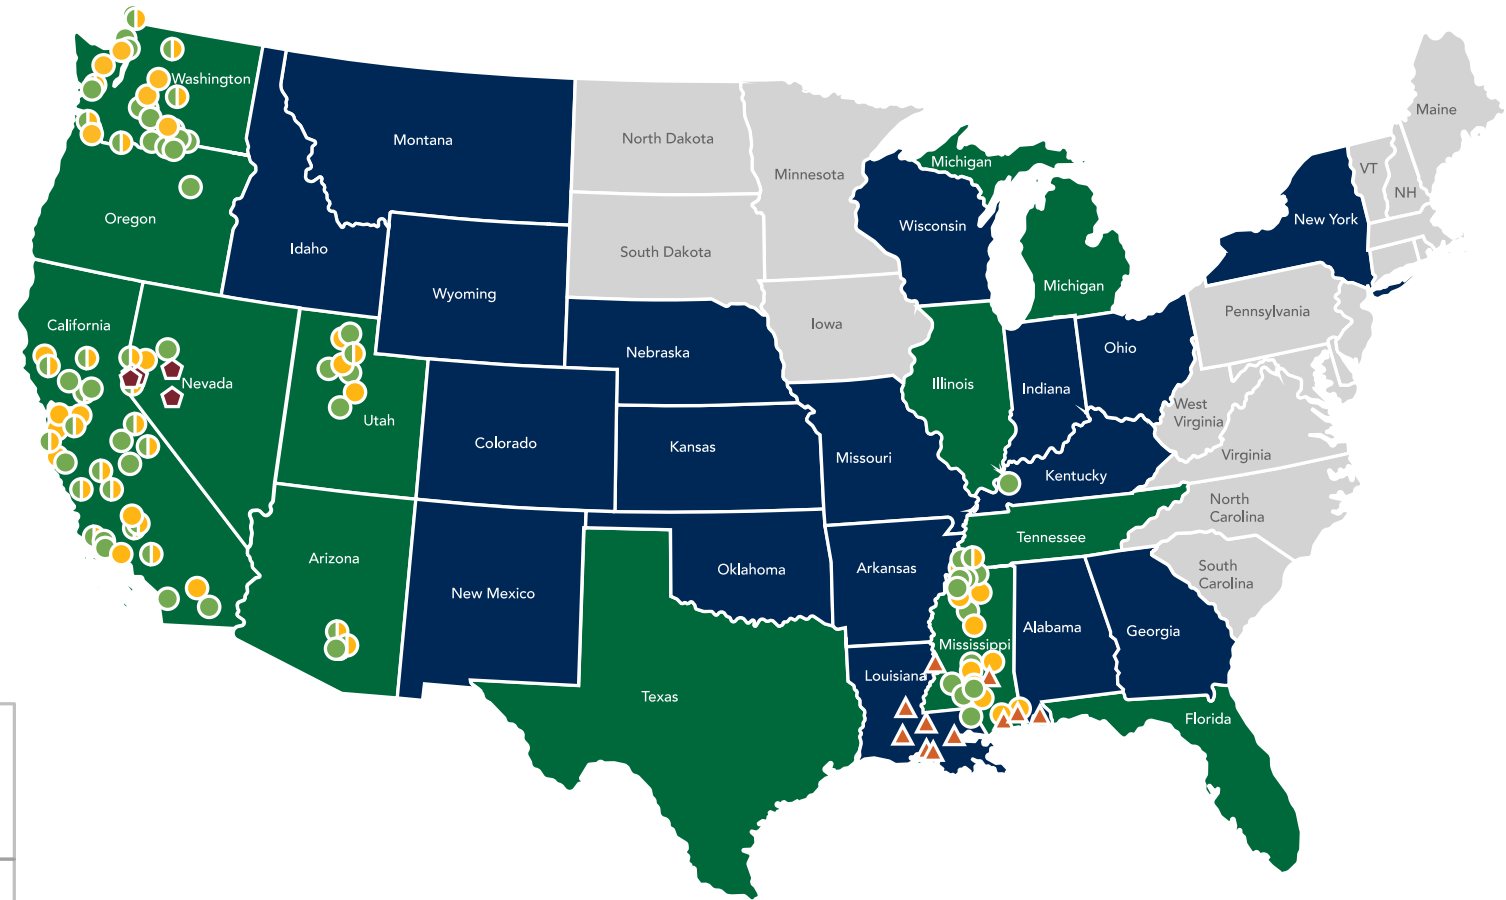 Washington
Montana
North Dakota
Minnesota
Michigan
Maine
VT
NH
Oregon
Idaho
South Dakota
Wisconsin
New York
Wyoming
Michigan
California
Nebraska
Iowa
Pennsylvania
Ohio
Nevada
Utah
Illinois
Indiana
West
Virginia
Colorado
Kansas
Missouri
Kentucky
Virginia
North
Carolina
Arizona
Tennessee
New Mexico
Oklahoma
Arkansas
South
Carolina
Mississippi
Alabama
Georgia
Louisiana
Texas
Florida